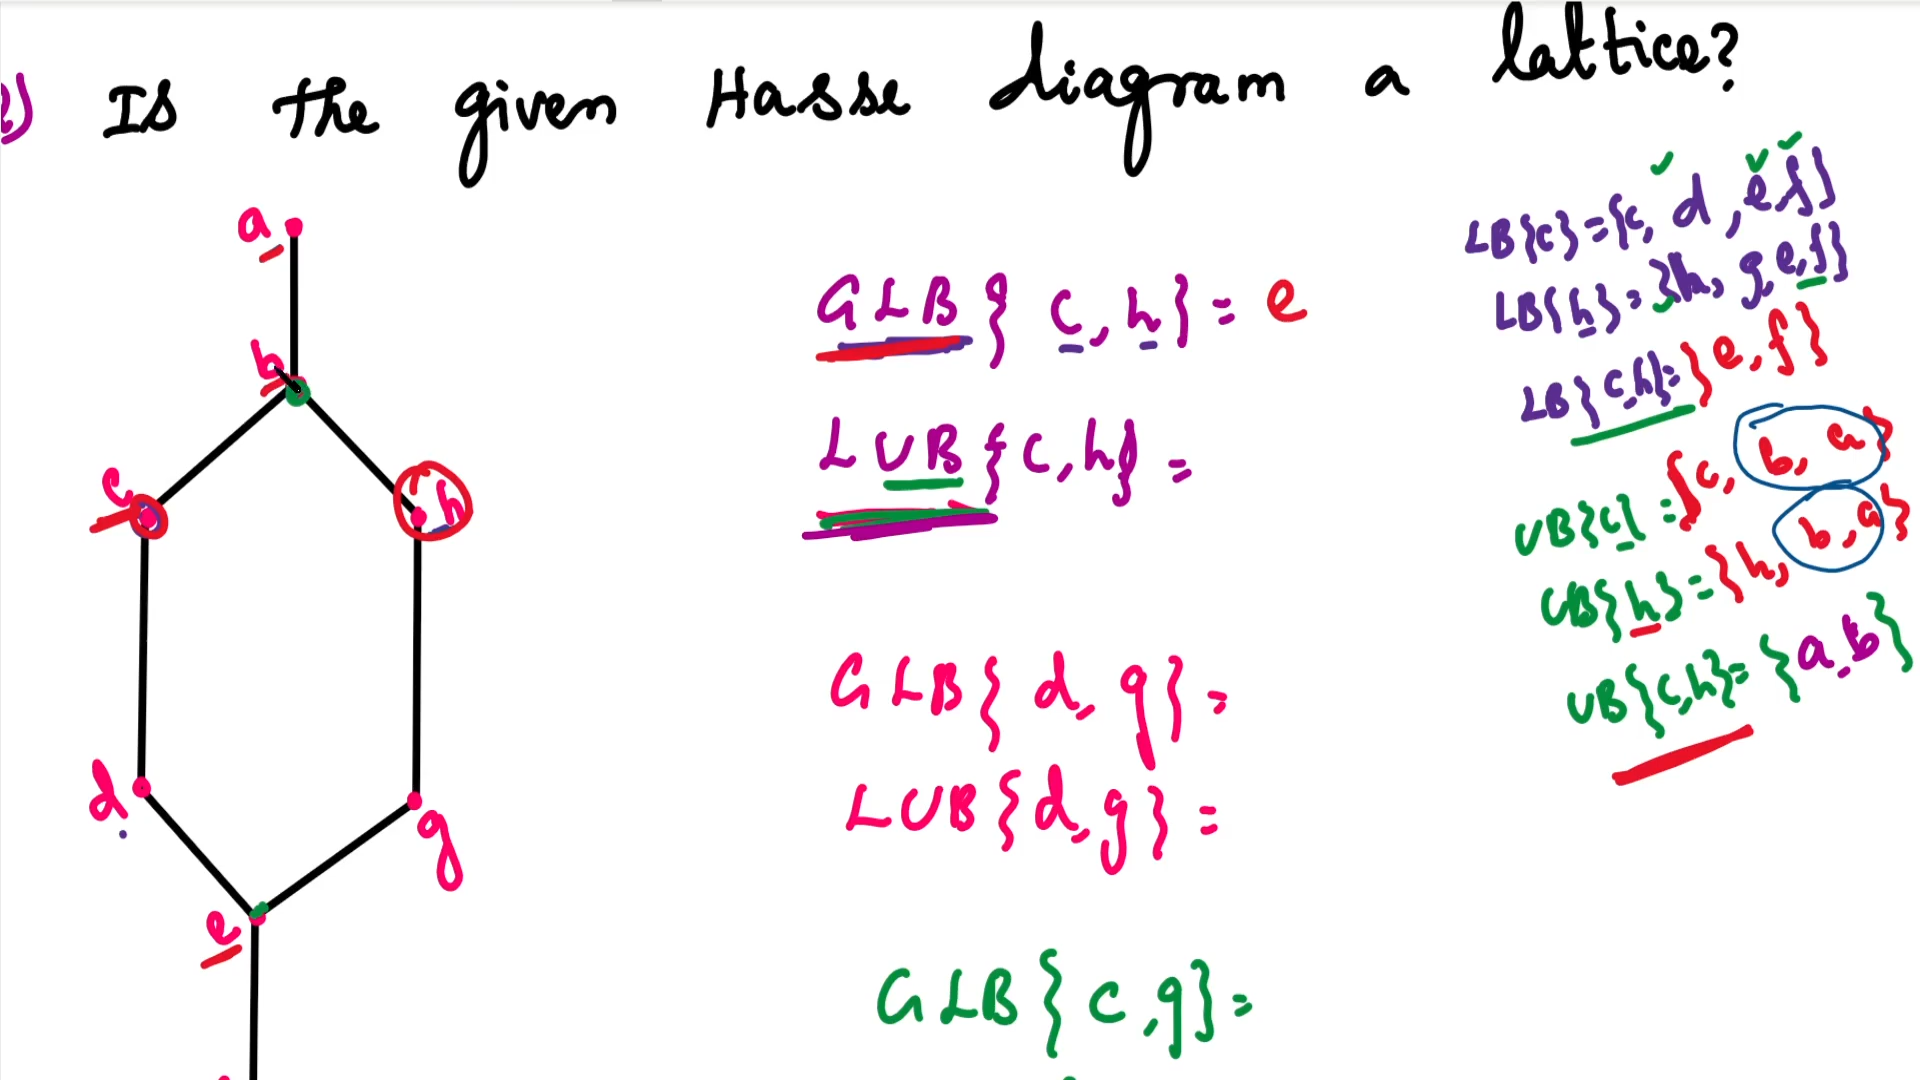 Is the given Hasse diagram a lattice?
a
b
c
h
d
g
e
GLB{c,h} = e
LUB{c,h} =
GLB{d,g} =
LUB{d,g} =
GLB{c,g} =
LB{c} = {c, d, e, f}
LB{h} = {h, g, e, f}
LB{c,h} = {e, f}
UB{c} = {c, b, a}
UB{h} = {h, b, a}
UB{c,h} = {a, b}